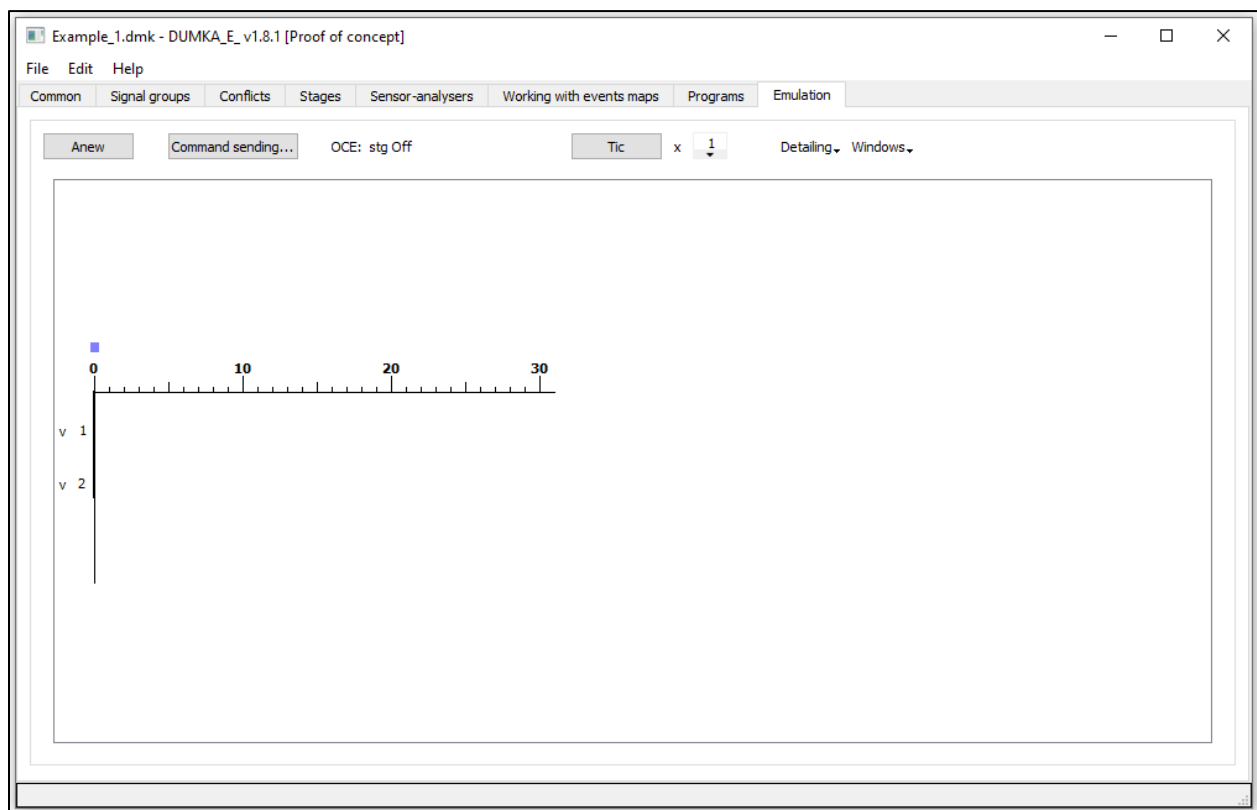 Example_1.dmk - DUMKA_E_ v1.8.1 [Proof of concept]
File Edit Help
Common Signal groups Conflicts Stages Sensor-analysers Working with events maps Programs Emulation
Anew Command sending... OCE: stg Off Tic x 1 Detailing Windows
0 10 20 30
v 1
v 2